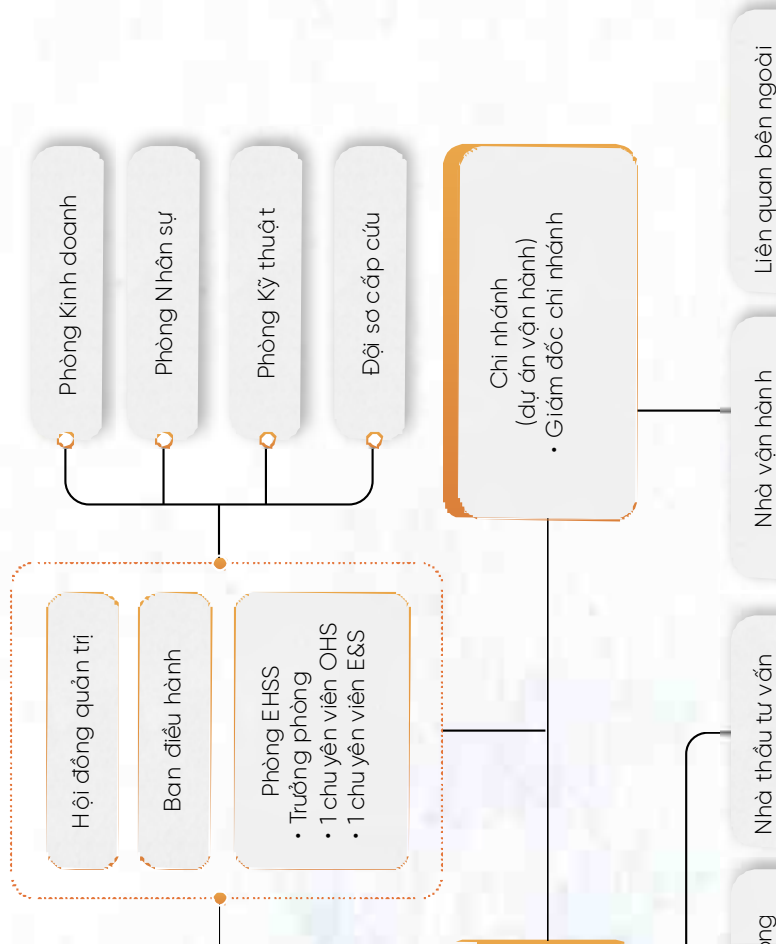 Phòng Kinh doanh
Phòng Nhân sự
Phòng Kỹ thuật
Đội sơ cấp cứu
Hội đồng quản trị
Ban điều hành
Phòng EHSS
• Trưởng phòng
• 1 chuyên viên OHS
• 1 chuyên viên E&S
Chi nhánh
(dự án vận hành)
• Giám đốc chi nhánh
Liên quan bên ngoài
Nhà vận hành
Nhà thầu tư vấn